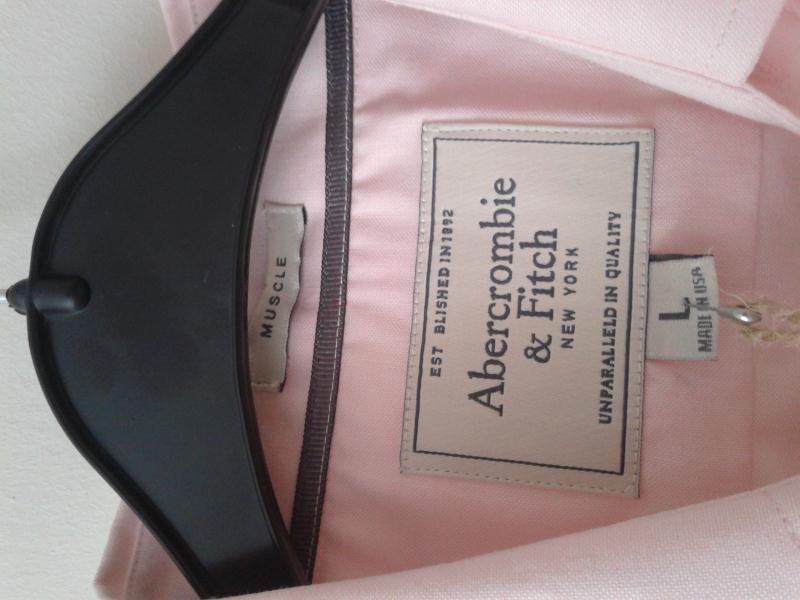 MUSCLE
EST BLISHED IN 1892
Abercrombie
& Fitch
NEW YORK
UNPARALLELD IN QUALITY
L
MADE IN USA